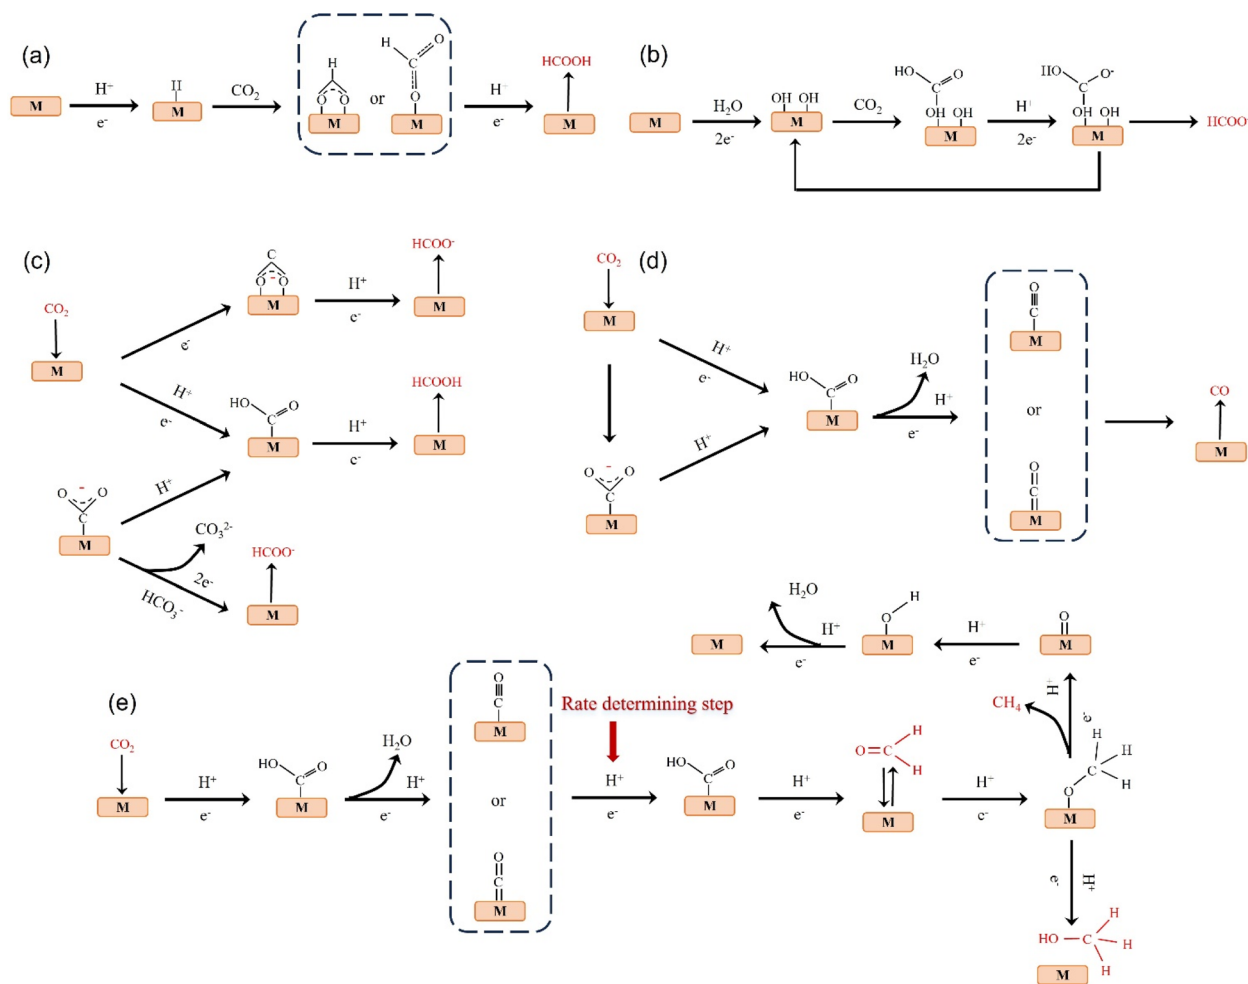 (a)
M
H⁺
e⁻
H
M
CO₂
H
O O
M
or
H
O
C
O
M
H⁺
e⁻
HCOOH
M
(b)
M
H₂O
2e⁻
OH OH
M
CO₂
HO
C
O
OH OH
M
H⁺
2e⁻
HO
C
O
OH OH
M
HCOO⁻
(c)
CO₂
M
e⁻
C
O - O
M
H⁺
e⁻
HCOO⁻
M
H⁺
e⁻
HO
C
O
M
H⁺
e⁻
HCOOH
M
O - O
C
M
H⁺
CO₃²⁻
2e⁻
HCO₃⁻
HCOO⁻
M
(d)
CO₂
M
H⁺
e⁻
O - O
C
M
H⁺
HO
C
O
M
H₂O
H⁺
e⁻
O
C
M
or
O
C
M
CO
M
(e)
CO₂
M
H⁺
e⁻
HO
C
O
M
H₂O
H⁺
e⁻
O
C
M
or
O
C
M
Rate determining step
H⁺
e⁻
HO
C
O
M
H⁺
e⁻
O C
H
H
M
H⁺
e⁻
H
C H
H
O
M
CH₄
H⁺
e⁻
O
M
H⁺
e⁻
H
O
M
H₂O
H⁺
e⁻
M
H⁺
e⁻
HO C
H
H
H
M